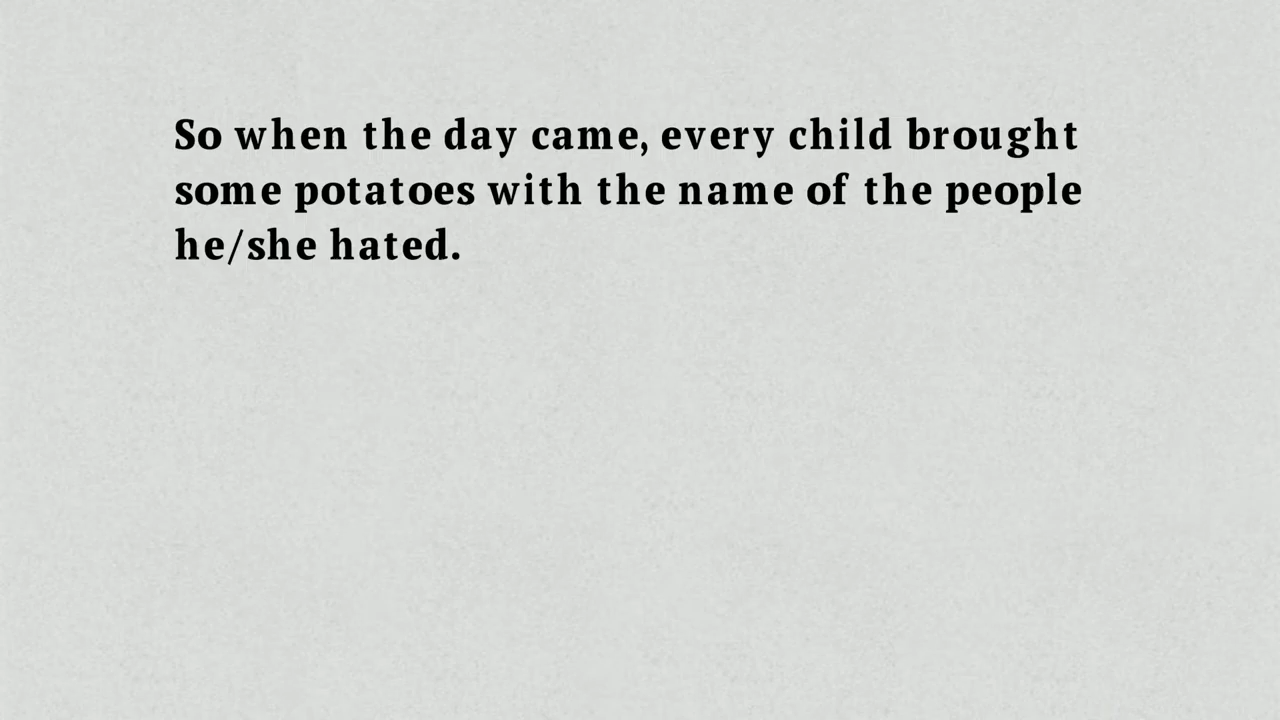 So when the day came, every child brought
some potatoes with the name of the people
he/she hated.